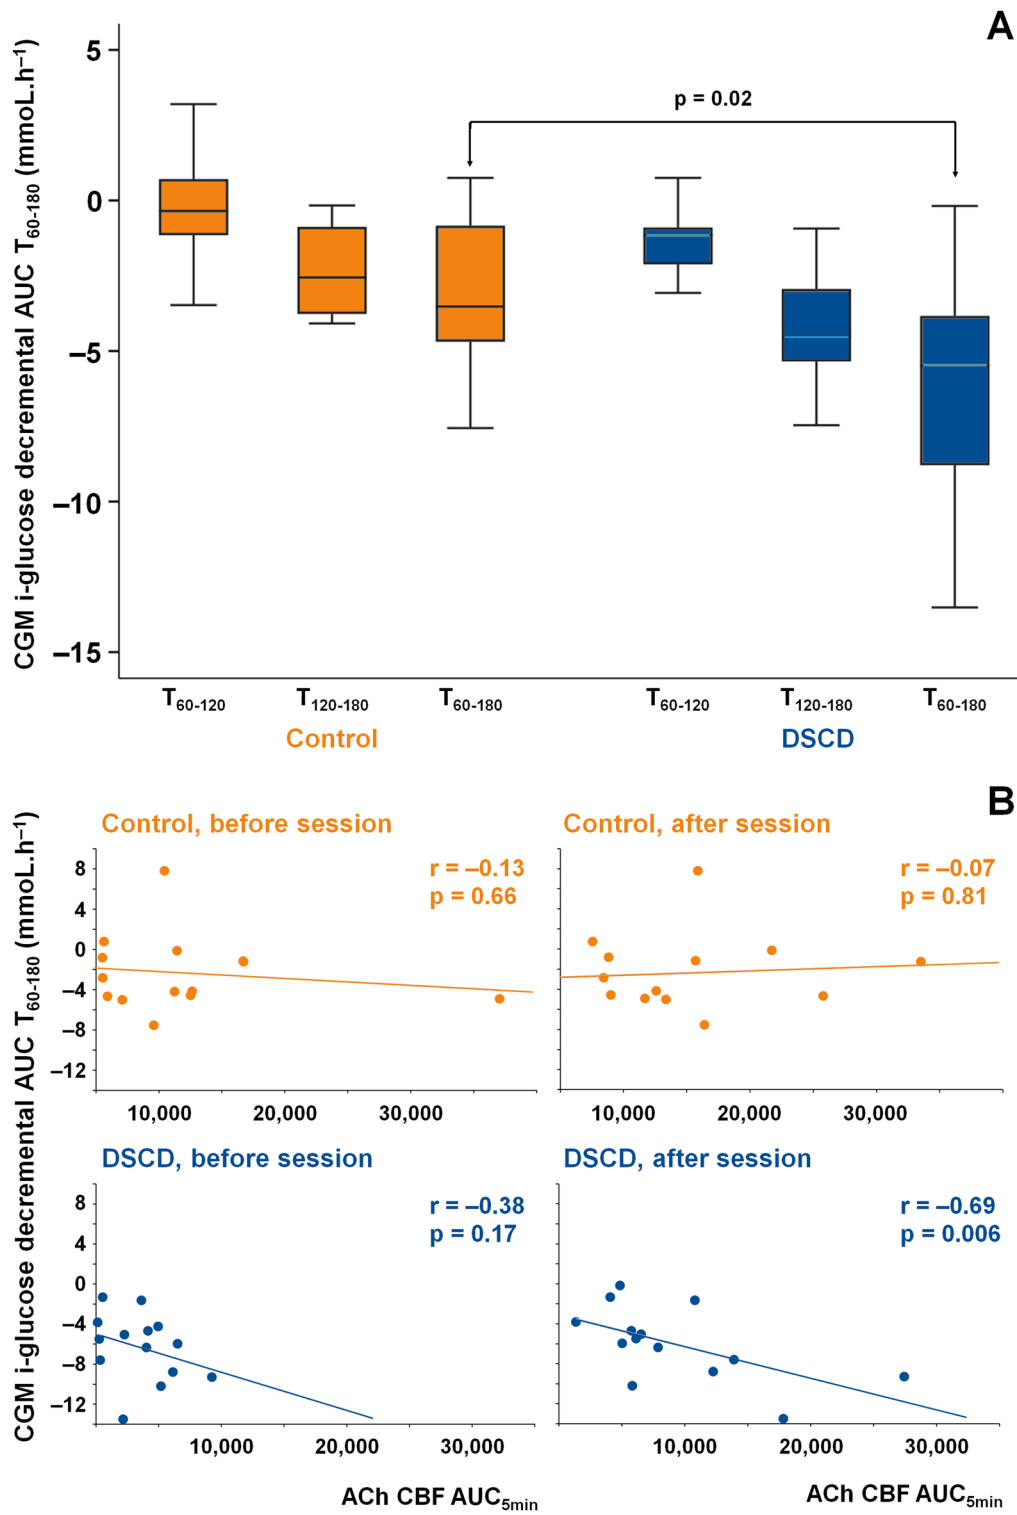 A
CGM i-glucose decremental AUC T60-180 (mmoL.h–1)
5
0
–5
–10
–15
p = 0.02
T60-120 T120-180 T60-180 T60-120 T120-180 T60-180
Control DSCD
B
CGM i-glucose decremental AUC T60-180 (mmoL.h–1)
Control, before session
r = –0.13
p = 0.66
8
4
0
–4
–8
–12
10,000 20,000 30,000
Control, after session
r = –0.07
p = 0.81
10,000 20,000 30,000
DSCD, before session
r = –0.38
p = 0.17
8
4
0
–4
–8
–12
10,000 20,000 30,000
ACh CBF AUC5min
DSCD, after session
r = –0.69
p = 0.006
10,000 20,000 30,000
ACh CBF AUC5min